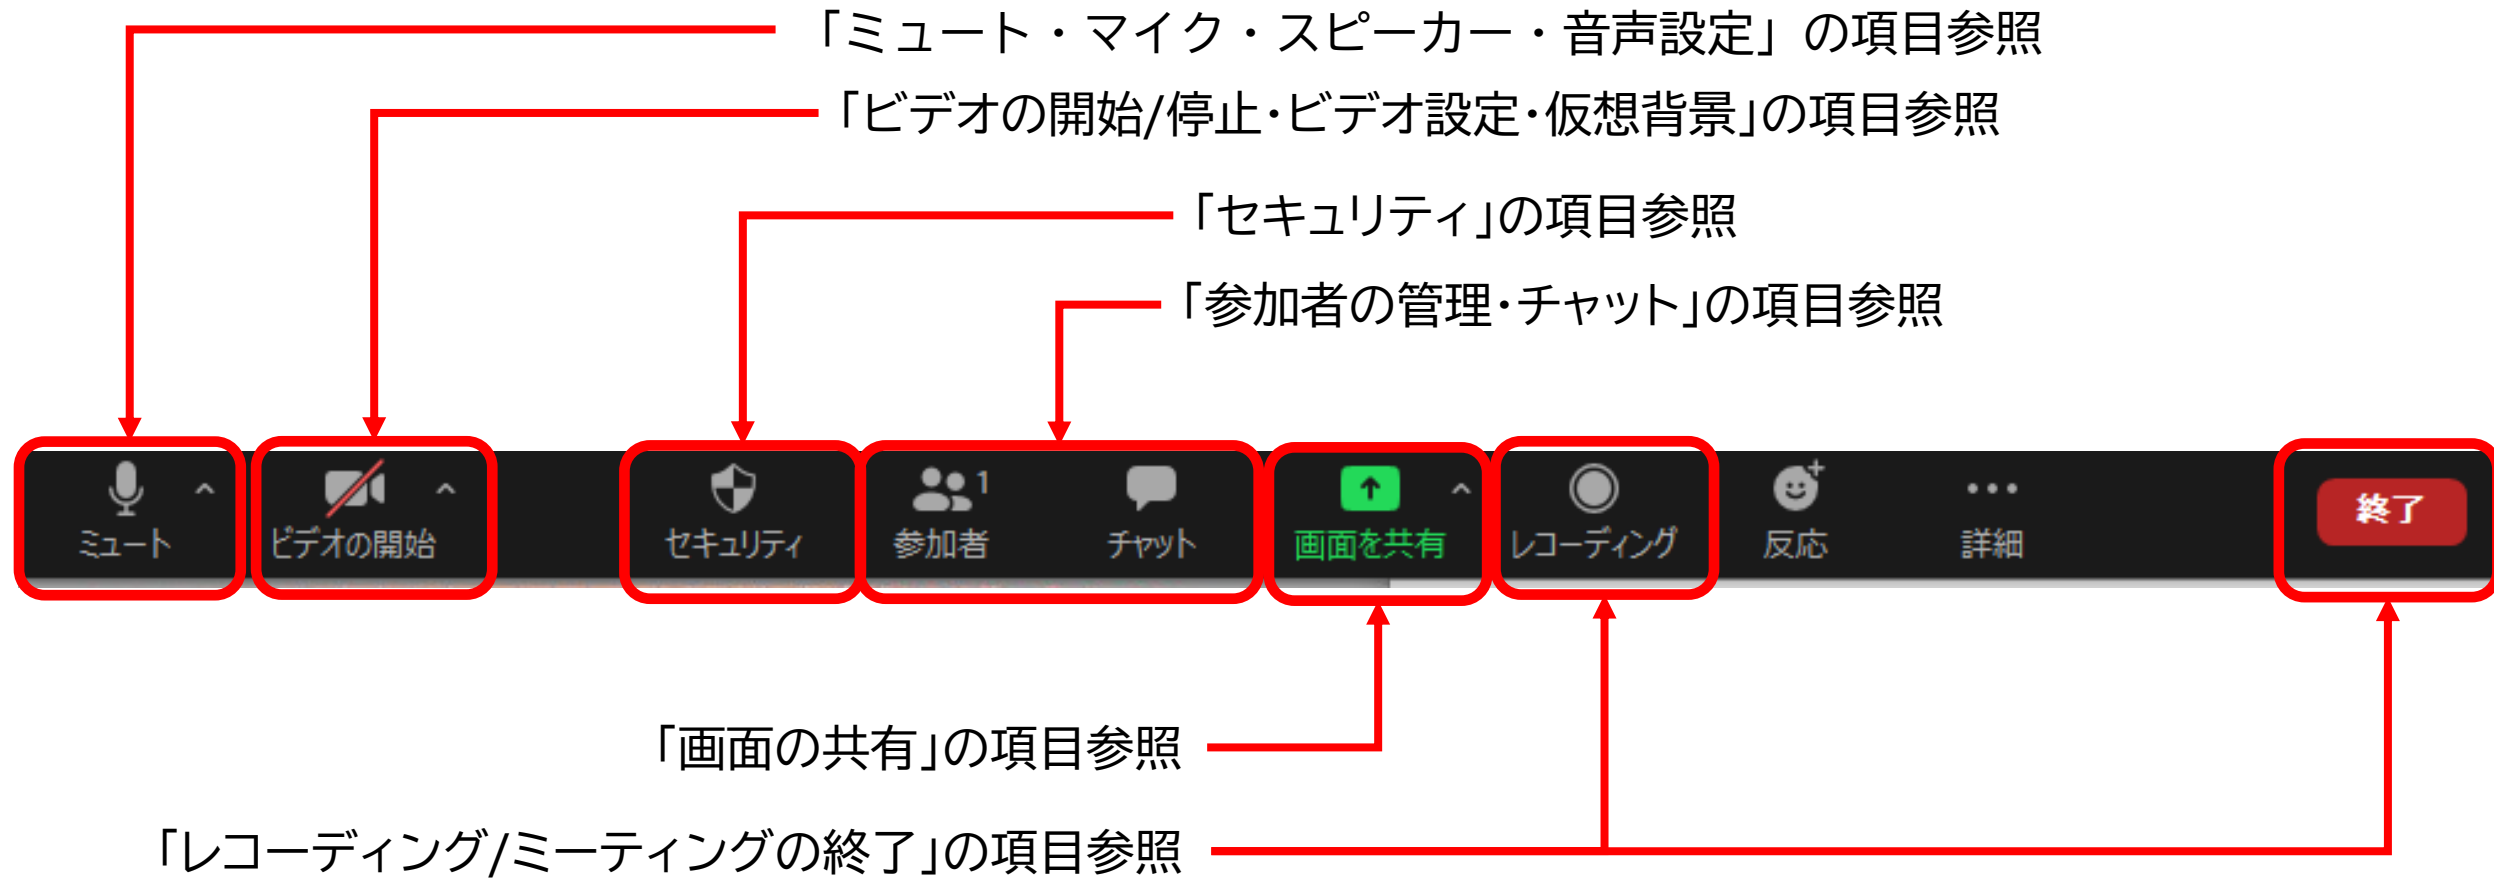 「ミュート・マイク・スピーカー・音声設定」の項目参照
「ビデオの開始/停止・ビデオ設定・仮想背景」の項目参照
「セキュリティ」の項目参照
「参加者の管理・チャット」の項目参照
1
ミュート ビデオの開始 セキュリティ 参加者 チャット 画面を共有 レコーディング 反応 詳細 終了
「画面の共有」の項目参照
「レコーディング/ミーティングの終了」の項目参照